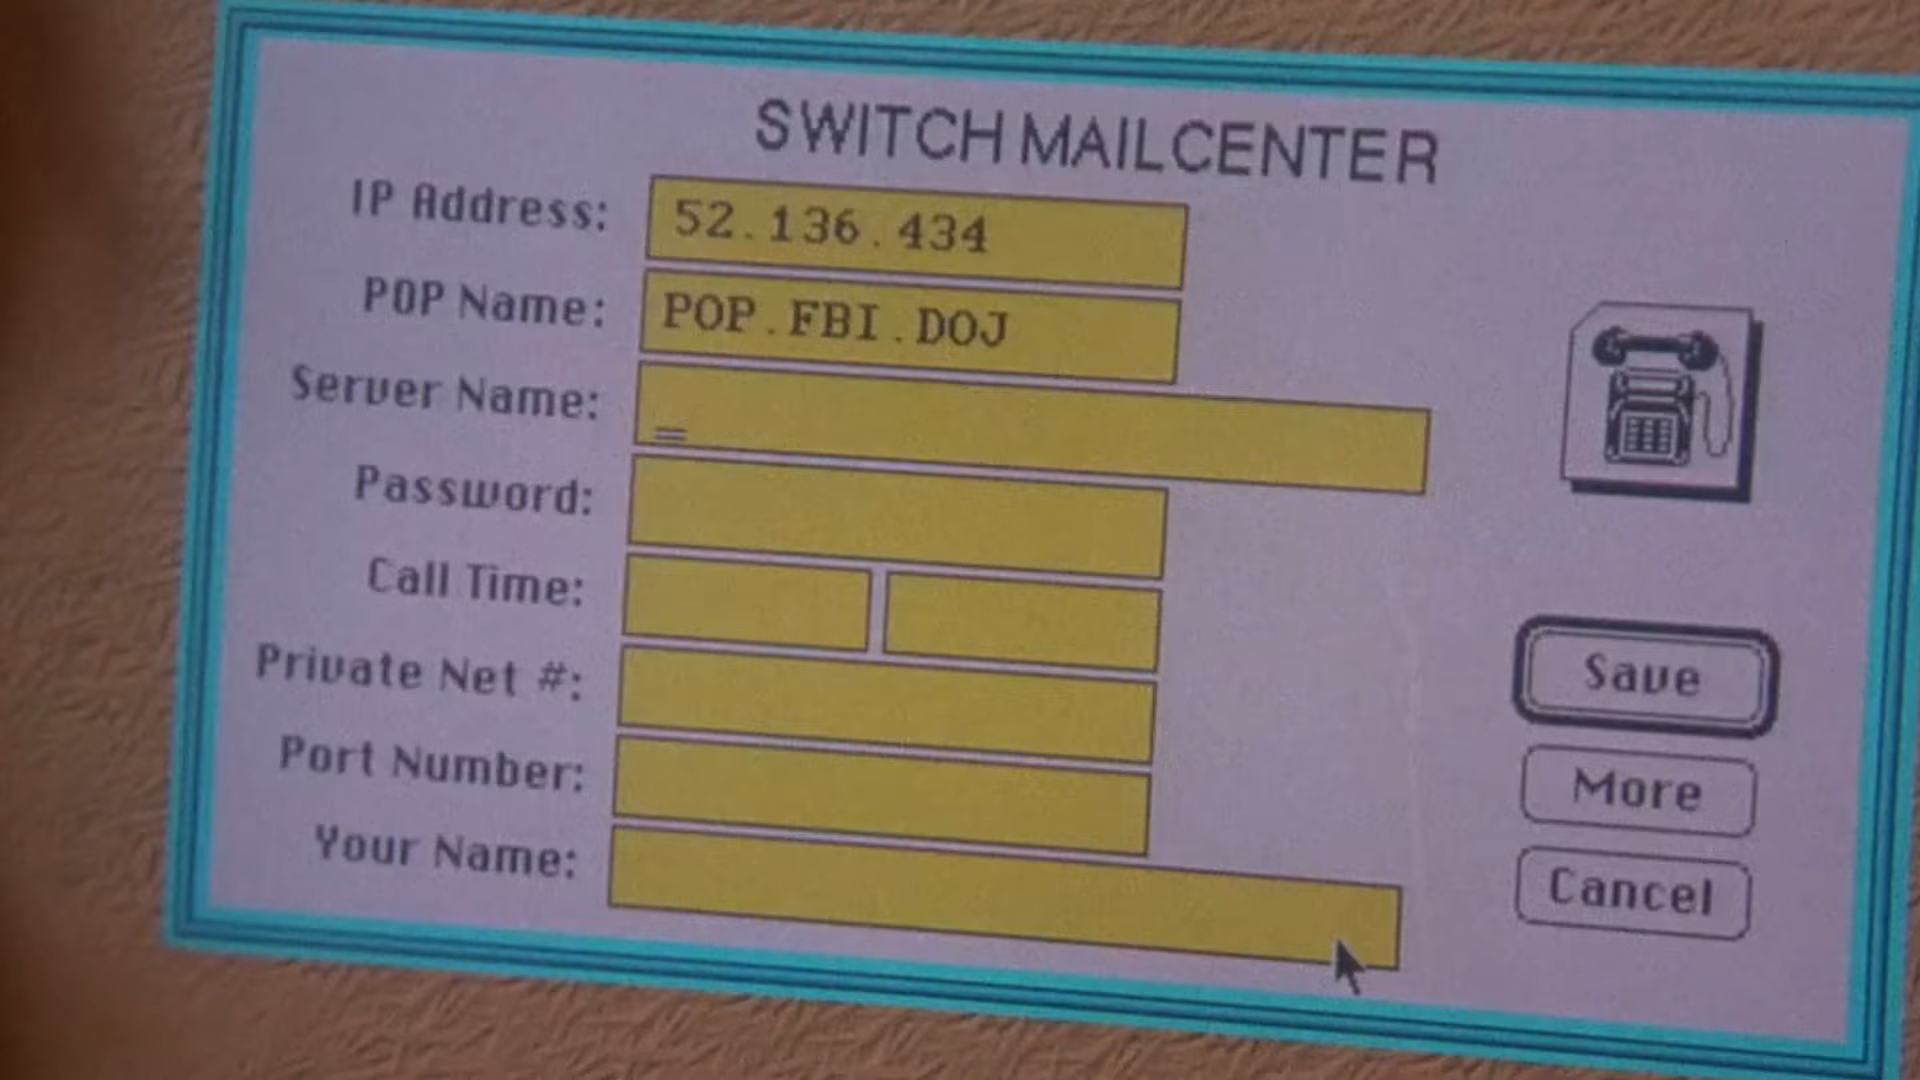 SWITCH MAILCENTER
IP Address: 52.136.434
POP Name: POP.FBI.DOJ
Server Name: _
Password:
Call Time:
Private Net #:
Port Number:
Your Name:
Save
More
Cancel